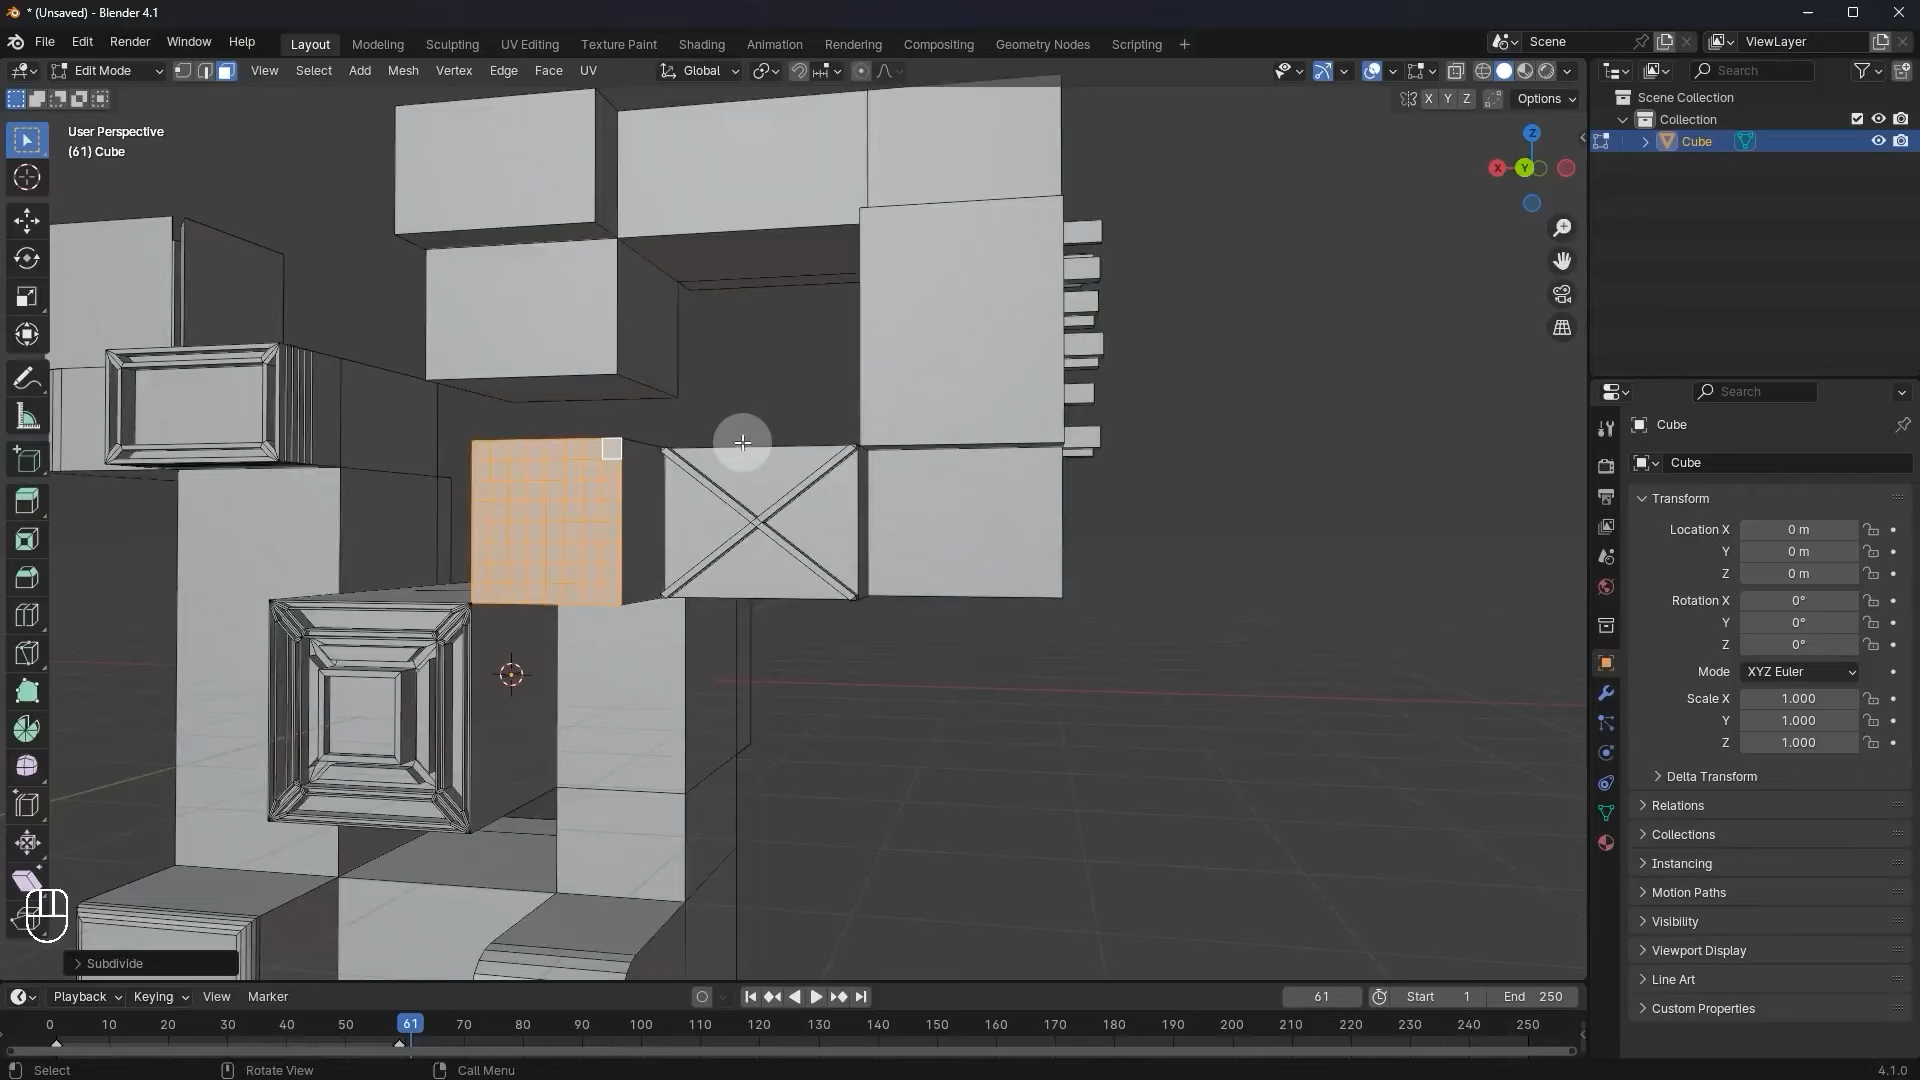 * (Unsaved) - Blender 4.1
File Edit Render Window Help
Layout Modeling Sculpting UV Editing Texture Paint Shading Animation Rendering Compositing Geometry Nodes Scripting
Scene
ViewLayer
Edit Mode
View Select Add Mesh Vertex Edge Face UV
Global
Search
X Y Z
Options
Scene Collection
Collection
Cube
User Perspective
(61) Cube
Z
X
Y
Search
Cube
Cube
Transform
Location X 0 m
Y 0 m
Z 0 m
Rotation X 0°
Y 0°
Z 0°
Mode XYZ Euler
Scale X 1.000
Y 1.000
Z 1.000
Delta Transform
Relations
Collections
Instancing
Motion Paths
Visibility
Viewport Display
Line Art
Custom Properties
Subdivide
Playback Keying View Marker
61
Start 1
End 250
0 10 20 30 40 50 61 70 80 90 100 110 120 130 140 150 160 170 180 190 200 210 220 230 240 250
Select
Rotate View
Call Menu
4.1.0